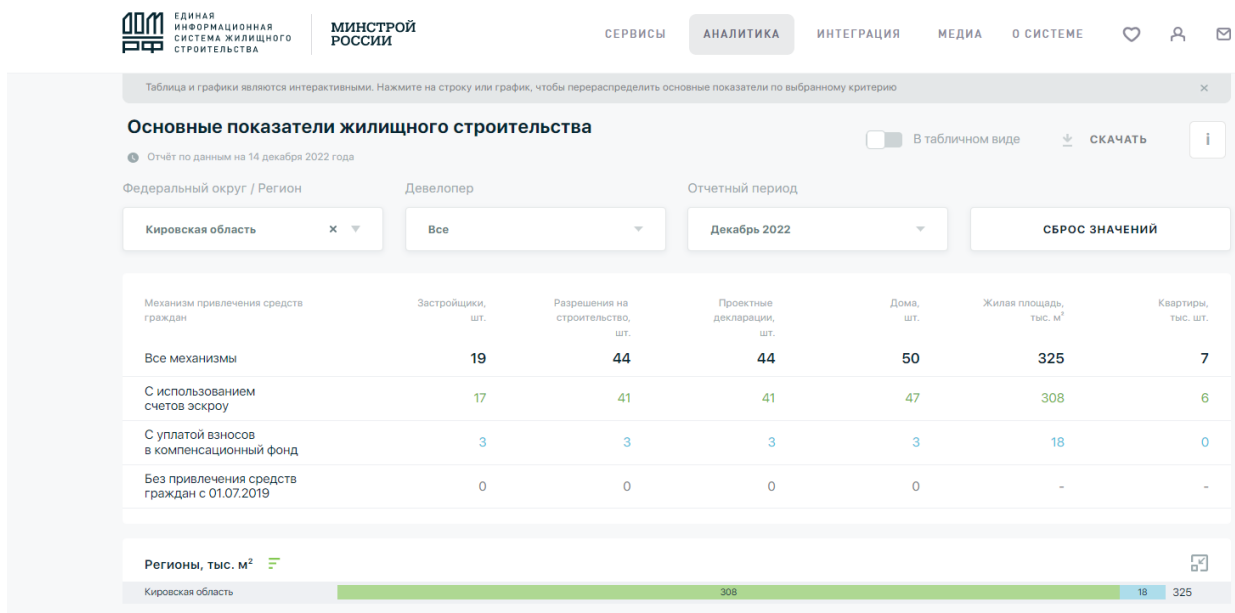 ЕДИНАЯ
ИНФОРМАЦИОННАЯ
СИСТЕМА ЖИЛИЩНОГО
СТРОИТЕЛЬСТВА
ДОМ
РФ
МИНСТРОЙ
РОССИИ
СЕРВИСЫ АНАЛИТИКА ИНТЕГРАЦИЯ МЕДИА О СИСТЕМЕ
Таблица и графики являются интерактивными. Нажмите на строку или график, чтобы перераспределить основные показатели по выбранному критерию
Основные показатели жилищного строительства
В табличном виде СКАЧАТЬ i
Отчёт по данным на 14 декабря 2022 года
Федеральный округ / Регион Девелопер Отчетный период
Кировская область Все Декабрь 2022 СБРОС ЗНАЧЕНИЙ
Механизм привлечения средств
граждан
Застройщики,
шт.
Разрешения на
строительство,
шт.
Проектные
декларации,
шт.
Дома,
шт.
Жилая площадь,
тыс. м²
Квартиры,
тыс. шт.
Все механизмы 19 44 44 50 325 7
С использованием
счетов эскроу
17 41 41 47 308 6
С уплатой взносов
в компенсационный фонд
3 3 3 3 18 0
Без привлечения средств
граждан с 01.07.2019
0 0 0 0 - -
Регионы, тыс. м²
Кировская область 308 18 325